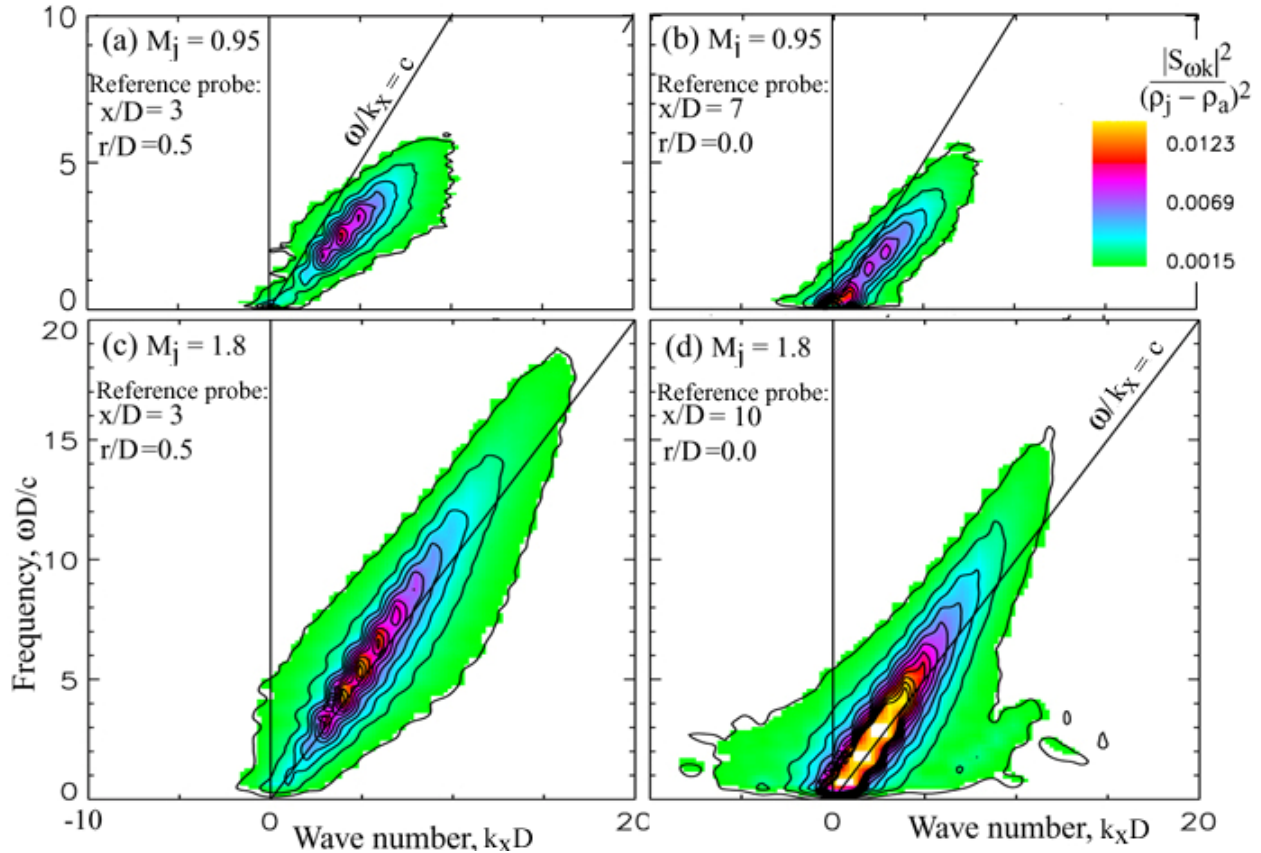 10
(a) Mj = 0.95
Reference probe:
x/D = 3
r/D =0.5
ω/kx = c
5
0
(b) Mj = 0.95
Reference probe:
x/D = 7
r/D =0.0
|Sωk|²
(ρj − ρa)²
0.0123
0.0069
0.0015
20
(c) Mj = 1.8
Reference probe:
x/D = 3
r/D =0.5
15
10
5
0
Frequency, ωD/c
(d) Mj = 1.8
Reference probe:
x/D = 10
r/D =0.0
ω/kx = c
-10
0
20
Wave number, kxD
0
20
Wave number, kxD